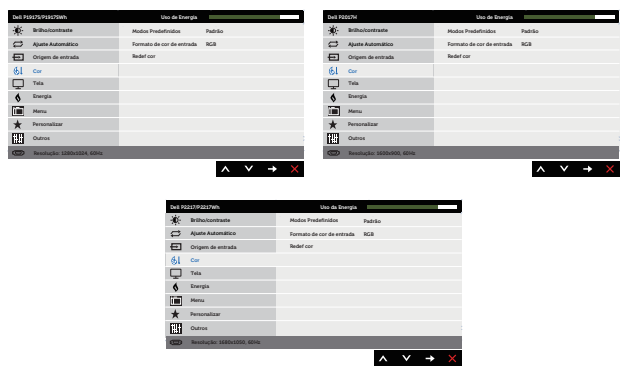 Dell P1917S/P1917SWh Uso de Energia
Brilho/contraste Modos Predefinidos Padrão
Ajuste Automático Formato de cor de entrada RGB
Origem de entrada Redef cor
Cor
Tela
Energia
Menu
Personalizar
Outros
Resolução: 1280x1024, 60Hz
Dell P2017H Uso de Energia
Brilho/contraste Modos Predefinidos Padrão
Ajuste Automático Formato de cor de entrada RGB
Origem de entrada Redef cor
Cor
Tela
Energia
Menu
Personalizar
Outros
Resolução: 1600x900, 60Hz
Dell P2217/P2217Wh Uso da Energia
Brilho/contraste Modos Predefinidos Padrão
Ajuste Automático Formato de cor de entrada RGB
Origem de entrada Redef cor
Cor
Tela
Energia
Menu
Personalizar
Outros
Resolução: 1680x1050, 60Hz